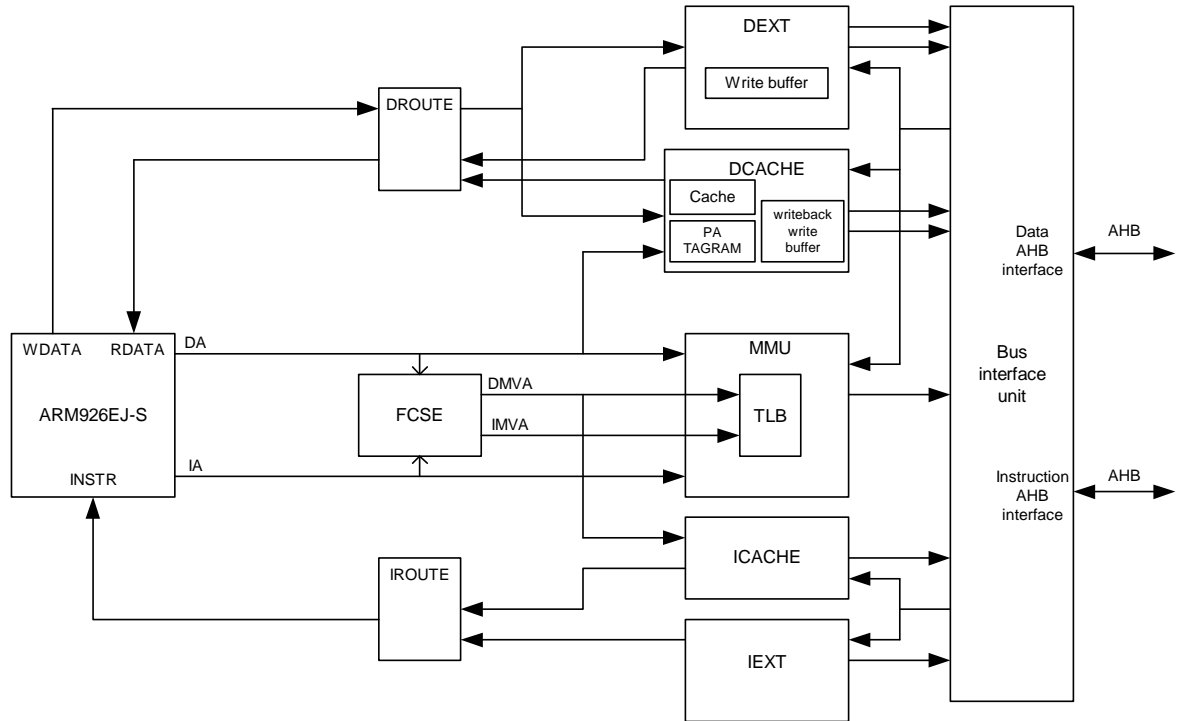 DEXT
Write buffer
DROUTE
DCACHE
Cache
PA
TAGRAM
writeback
write
buffer
Data
AHB
interface
AHB
WDATA
RDATA
DA
ARM926EJ-S
INSTR
IA
FCSE
DMVA
IMVA
MMU
TLB
Bus
interface
unit
Instruction
AHB
interface
AHB
IROUTE
ICACHE
IEXT